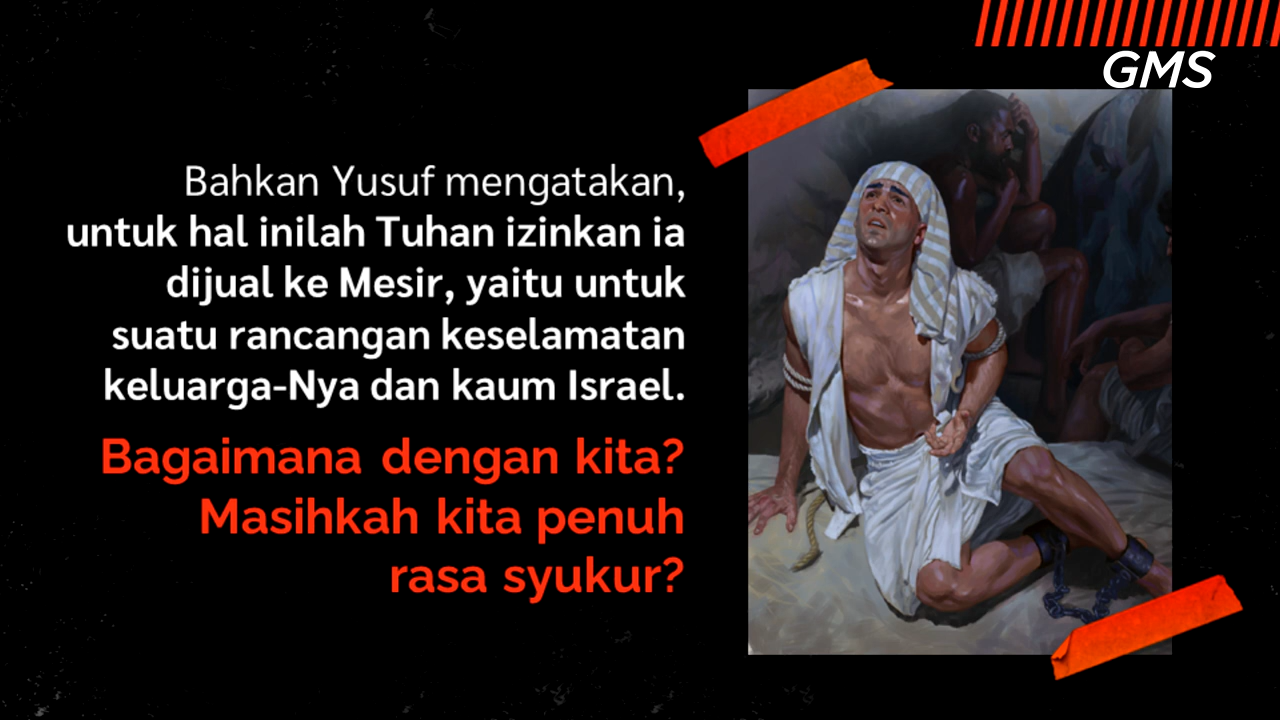 GMS
Bahkan Yusuf mengatakan,
untuk hal inilah Tuhan izinkan ia
dijual ke Mesir, yaitu untuk
suatu rancangan keselamatan
keluarga-Nya dan kaum Israel.
Bagaimana dengan kita?
Masihkah kita penuh
rasa syukur?